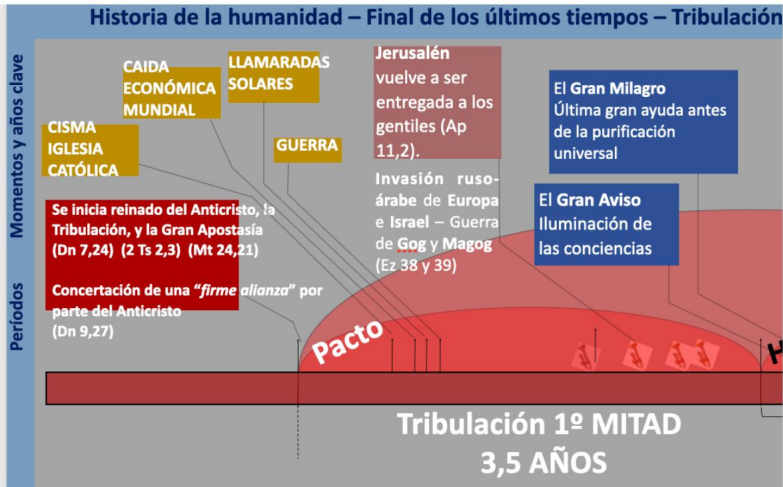 Historia de la humanidad – Final de los últimos tiempos – Tribulación
Momentos y años clave
Períodos
CISMA
IGLESIA
CATÓLICA
CAIDA
ECONÓMICA
MUNDIAL
LLAMARADAS
SOLARES
GUERRA
Jerusalén
vuelve a ser
entregada a los
gentiles (Ap
11,2).
Invasión ruso-
árabe de Europa
e Israel – Guerra
de Gog y Magog
(Ez 38 y 39)
El Gran Milagro
Última gran ayuda antes
de la purificación
universal
El Gran Aviso
Iluminación de
las conciencias
Se inicia reinado del Anticristo, la
Tribulación, y la Gran Apostasía
(Dn 7,24) (2 Ts 2,3) (Mt 24,21)
Concertación de una “firme alianza” por
parte del Anticristo
(Dn 9,27)
Pacto
Tribulación 1º MITAD
3,5 AÑOS